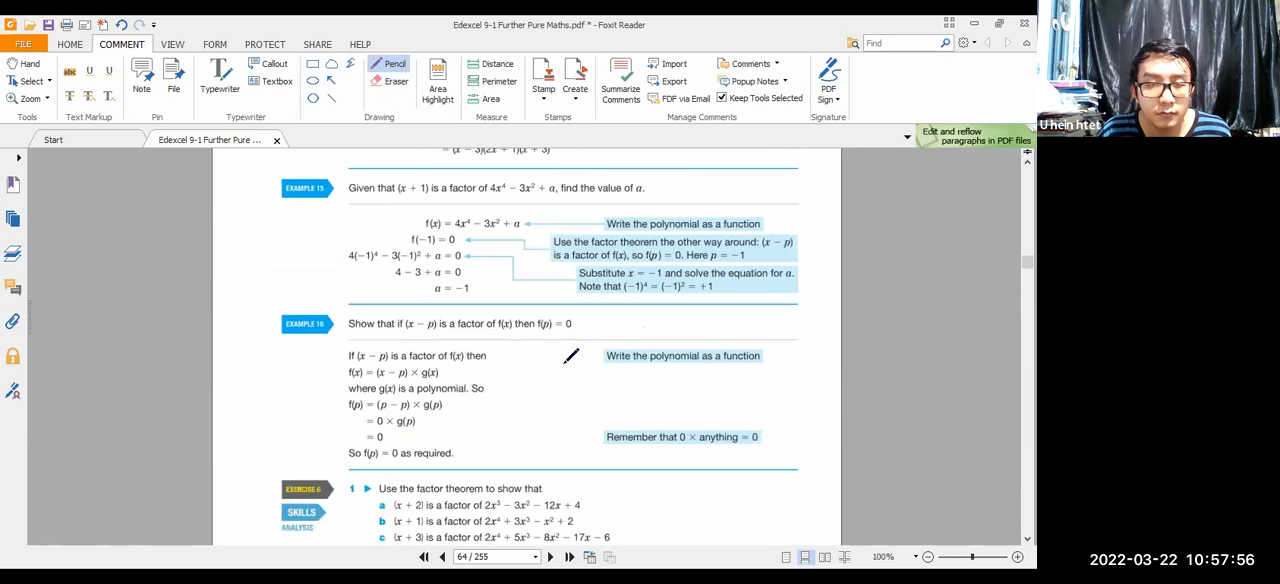 Edexcel 9-1 Further Pure Maths.pdf * - Foxit Reader
FILE HOME COMMENT VIEW FORM PROTECT SHARE HELP Find
Hand
Select
Zoom
Tools
abc U U
T T T
Text Markup
Note File
Pin
Typewriter
Callout
Textbox
Typewriter
Pencil
Eraser
Drawing
Area Highlight
Distance
Perimeter
Area
Measure
Stamp Create
Stamps
Summarize Comments
Import
Export
FDF via Email
Comments
Popup Notes
Keep Tools Selected
Manage Comments
PDF Sign
Signature
U hein htet
Start Edexcel 9-1 Further Pure Ma...
Edit and reflow
paragraphs in PDF files
= (x − 3)(2x + 1)(x + 3)
EXAMPLE 15 Given that (x + 1) is a factor of 4x⁴ − 3x² + a, find the value of a.
f(x) = 4x⁴ − 3x² + a Write the polynomial as a function
f(−1) = 0 Use the factor theorem the other way around: (x − p)
is a factor of f(x), so f(p) = 0. Here p = −1
4(−1)⁴ − 3(−1)² + a = 0
4 − 3 + a = 0 Substitute x = −1 and solve the equation for a.
a = −1 Note that (−1)⁴ = (−1)² = +1
EXAMPLE 16 Show that if (x − p) is a factor of f(x) then f(p) = 0
If (x − p) is a factor of f(x) then Write the polynomial as a function
f(x) = (x − p) × g(x)
where g(x) is a polynomial. So
f(p) = (p − p) × g(p)
= 0 × g(p)
= 0 Remember that 0 × anything = 0
So f(p) = 0 as required.
EXERCISE 6 1 ▶ Use the factor theorem to show that
SKILLS a (x + 2) is a factor of 2x³ − 3x² − 12x + 4
ANALYSIS b (x + 1) is a factor of 2x⁴ + 3x³ − x² + 2
c (x + 3) is a factor of 2x⁴ + 5x³ − 8x² − 17x − 6
64 / 255 100%
2022-03-22 10:57:56